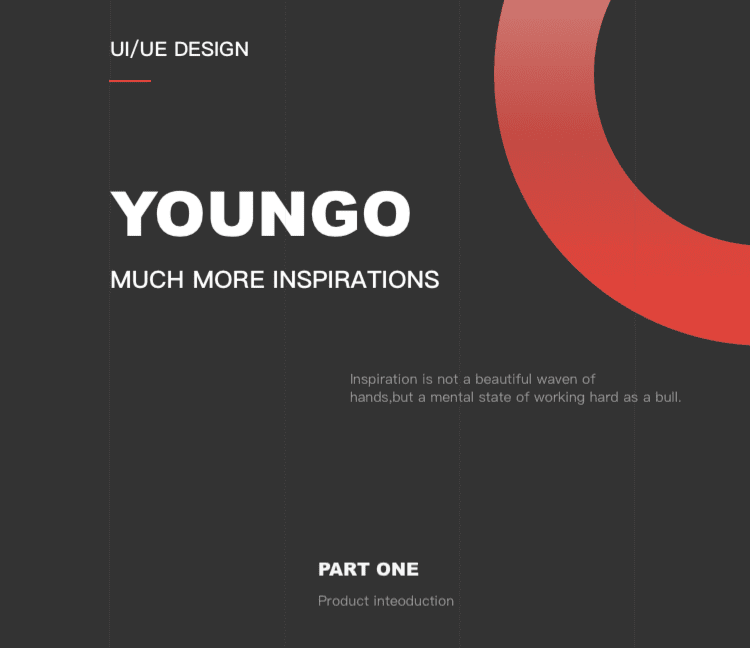 UI/UE DESIGN
YOUNGO
MUCH MORE INSPIRATIONS
Inspiration is not a beautiful waven of
hands,but a mental state of working hard as a bull.
PART ONE
Product inteoduction